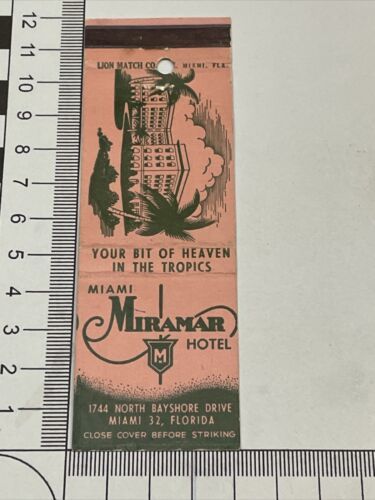 LION MATCH CO. MIAMI, FLA.
YOUR BIT OF HEAVEN
IN THE TROPICS
MIAMI
MIRAMAR
HOTEL
M
1744 NORTH BAYSHORE DRIVE
MIAMI 32, FLORIDA
CLOSE COVER BEFORE STRIKING
12
11
10
9
8
7
6
5
4
3
2
1